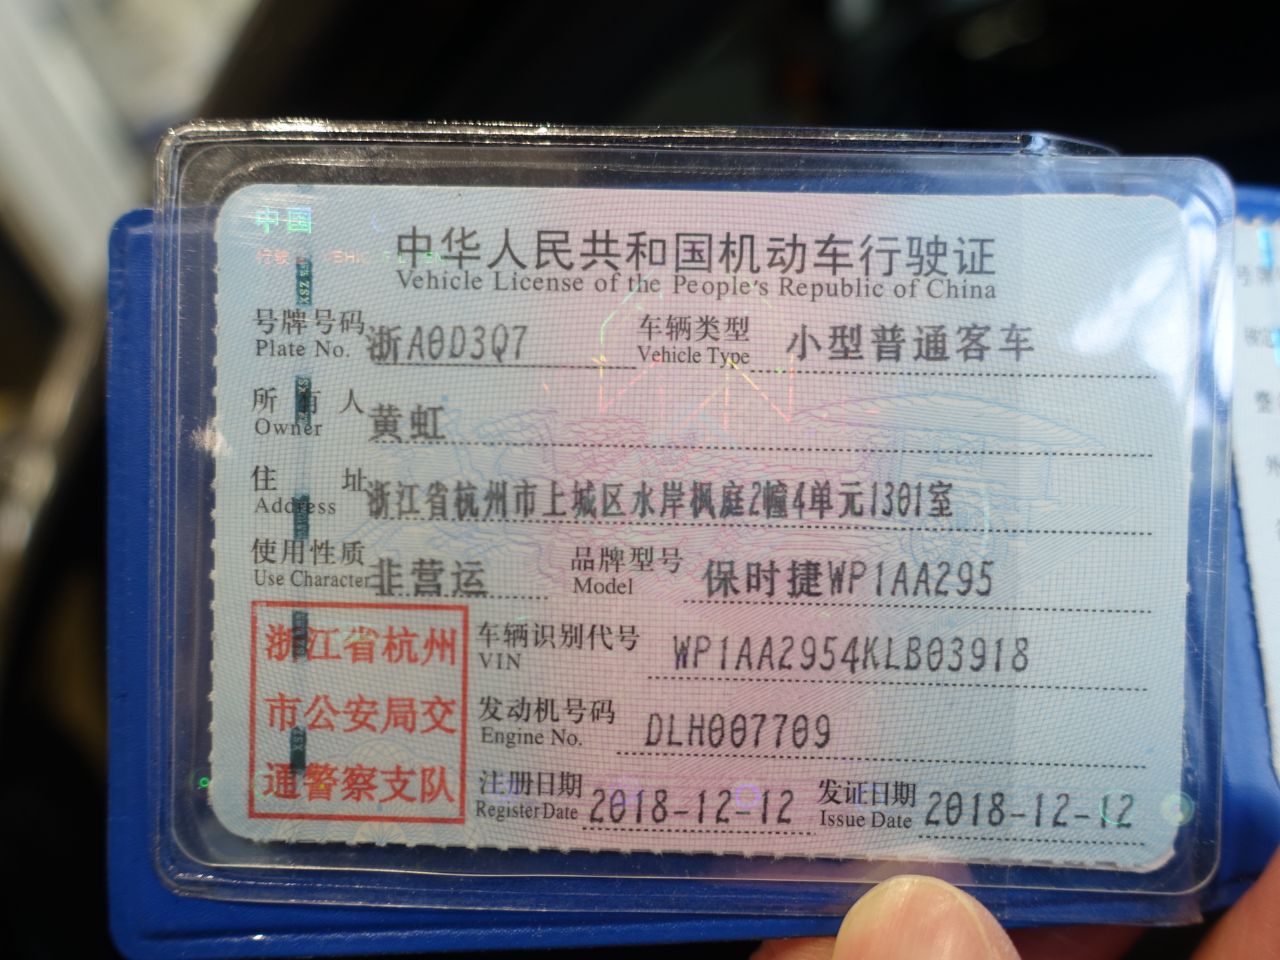 中国
中华人民共和国机动车行驶证
Vehicle License of the People's Republic of China
号牌号码 浙A0D3Q7 车辆类型 小型普通客车
Plate No. Vehicle Type
所有人 黄虹
Owner
住址 浙江省杭州市上城区水岸枫庭2幢4单元1301室
Address
使用性质 非营运 品牌型号 保时捷WP1AA295
Use Character Model
浙江省杭州
市公安局交
通警察支队
车辆识别代号 WP1AA2954KLB03918
VIN
发动机号码 DLH007709
Engine No.
注册日期 2018-12-12 发证日期 2018-12-12
Register Date Issue Date